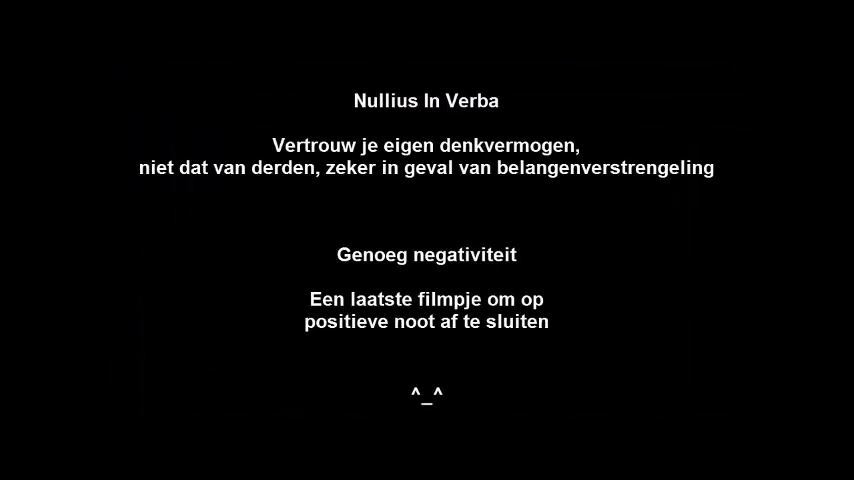 Nullius In Verba
Vertrouw je eigen denkvermogen,
niet dat van derden, zeker in geval van belangenverstrengeling
Genoeg negativiteit
Een laatste filmpje om op
positieve noot af te sluiten
^_^